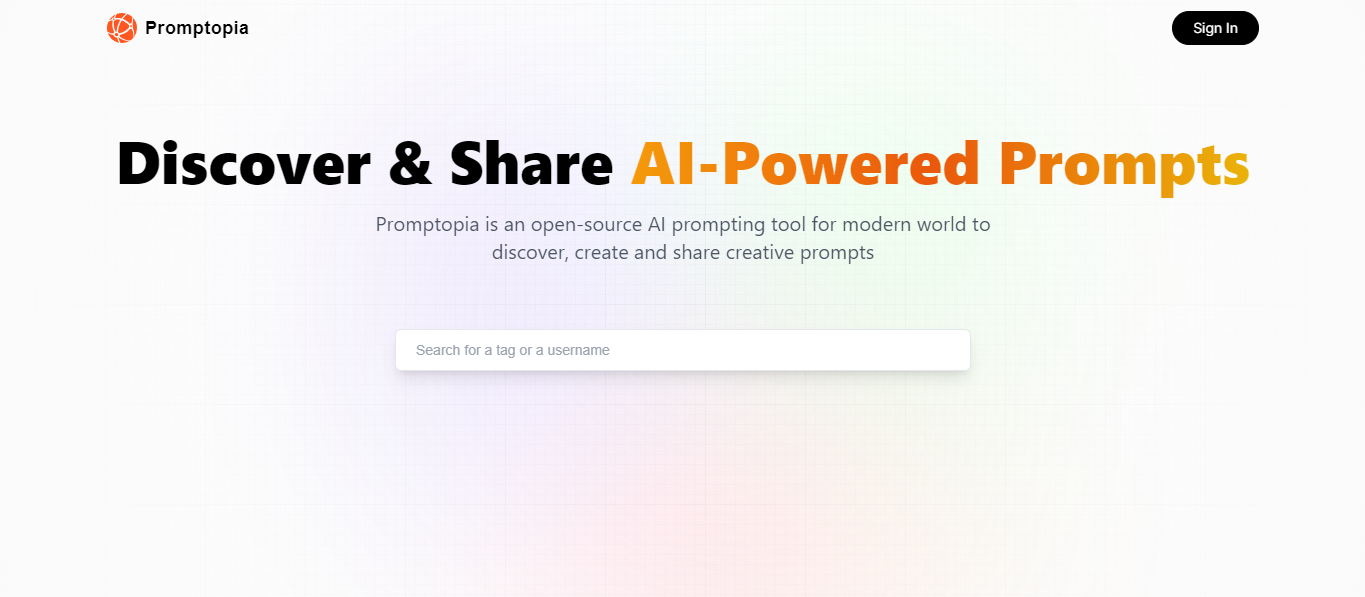 Promptopia
Sign In
Discover & Share AI-Powered Prompts
Promptopia is an open-source AI prompting tool for modern world to
discover, create and share creative prompts
Search for a tag or a username